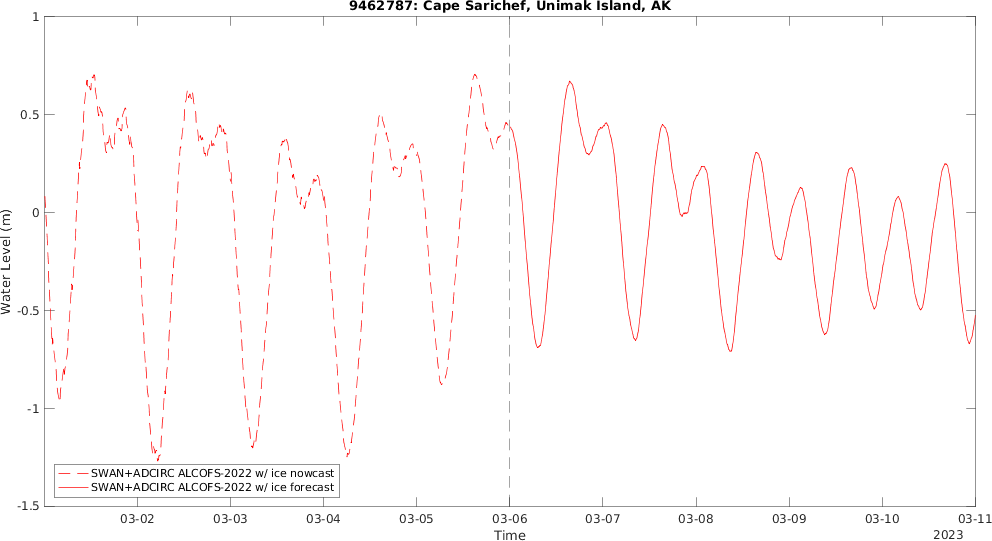 9462787: Cape Sarichef, Unimak Island, AK
1
0.5
0
-0.5
-1
-1.5
Water Level (m)
SWAN+ADCIRC ALCOFS-2022 w/ ice nowcast
SWAN+ADCIRC ALCOFS-2022 w/ ice forecast
03-02 03-03 03-04 03-05 03-06 03-07 03-08 03-09 03-10 03-11
Time
2023